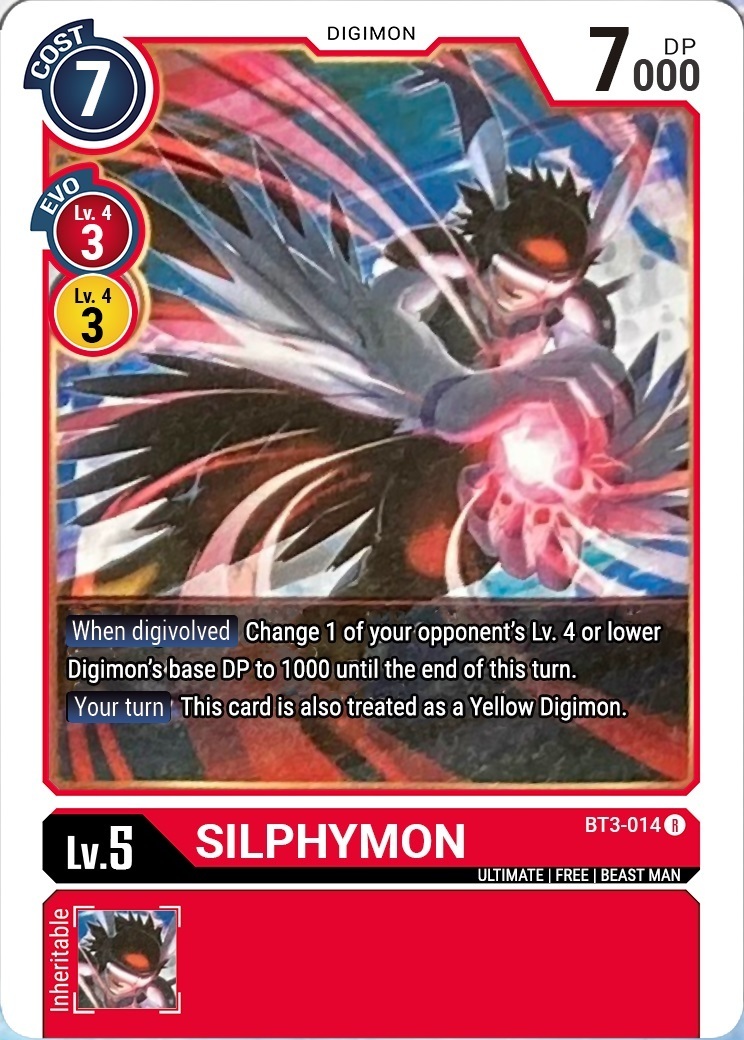 DIGIMON
COST
7
7000
DP
EVO
Lv. 4
3
Lv. 4
3
When digivolved Change 1 of your opponent's Lv. 4 or lower
Digimon's base DP to 1000 until the end of this turn.
Your turn This card is also treated as a Yellow Digimon.
Lv.5
SILPHYMON
BT3-014 R
ULTIMATE | FREE | BEAST MAN
Inheritable